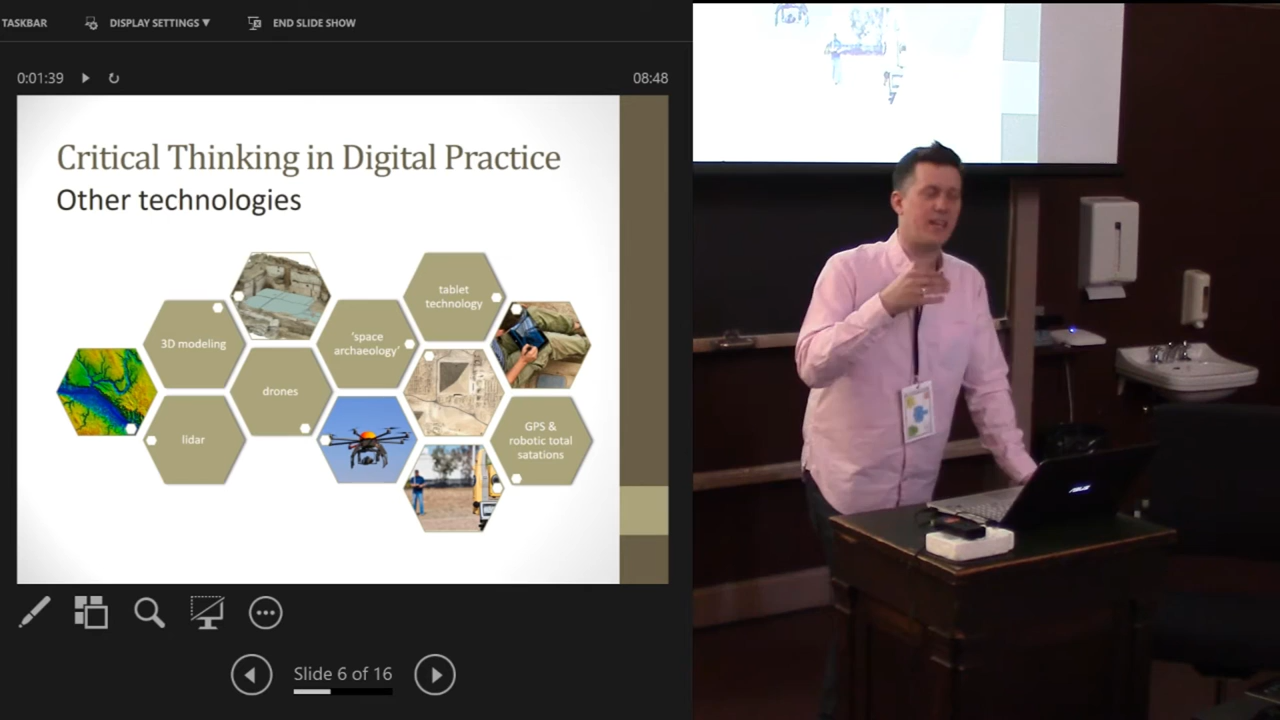 TASKBAR
DISPLAY SETTINGS ▼
END SLIDE SHOW
0:01:39
08:48
Critical Thinking in Digital Practice
Other technologies
tablet
technology
3D modeling
‘space
archaeology’
drones
lidar
GPS &
robotic total
satations
Slide 6 of 16
ASUS